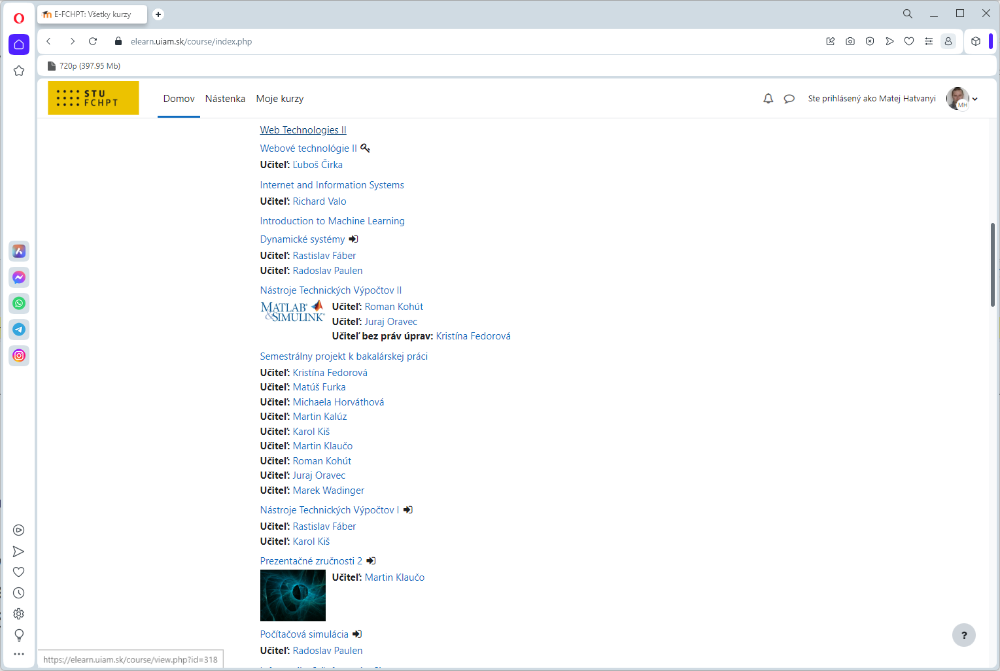 E-FCHPT: Všetky kurzy
elearn.uiam.sk/course/index.php
720p (397.95 Mb)
STU
FCHPT
Domov Nástenka Moje kurzy
Ste prihlásený ako Matej Hatvanyi
MH
Web Technologies II
Webové technológie II
Učiteľ: Ľuboš Čirka
Internet and Information Systems
Učiteľ: Richard Valo
Introduction to Machine Learning
Dynamické systémy
Učiteľ: Rastislav Fáber
Učiteľ: Radoslav Paulen
Nástroje Technických Výpočtov II
MATLAB®
&SIMULINK®
Učiteľ: Roman Kohút
Učiteľ: Juraj Oravec
Učiteľ bez práv úprav: Kristína Fedorová
Semestrálny projekt k bakalárskej práci
Učiteľ: Kristína Fedorová
Učiteľ: Matúš Furka
Učiteľ: Michaela Horváthová
Učiteľ: Martin Kalúz
Učiteľ: Karol Kiš
Učiteľ: Martin Klaučo
Učiteľ: Roman Kohút
Učiteľ: Juraj Oravec
Učiteľ: Marek Wadinger
Nástroje Technických Výpočtov I
Učiteľ: Rastislav Fáber
Učiteľ: Karol Kiš
Prezentačné zručnosti 2
Učiteľ: Martin Klaučo
Počítačová simulácia
Učiteľ: Radoslav Paulen
?
https://elearn.uiam.sk/course/view.php?id=318